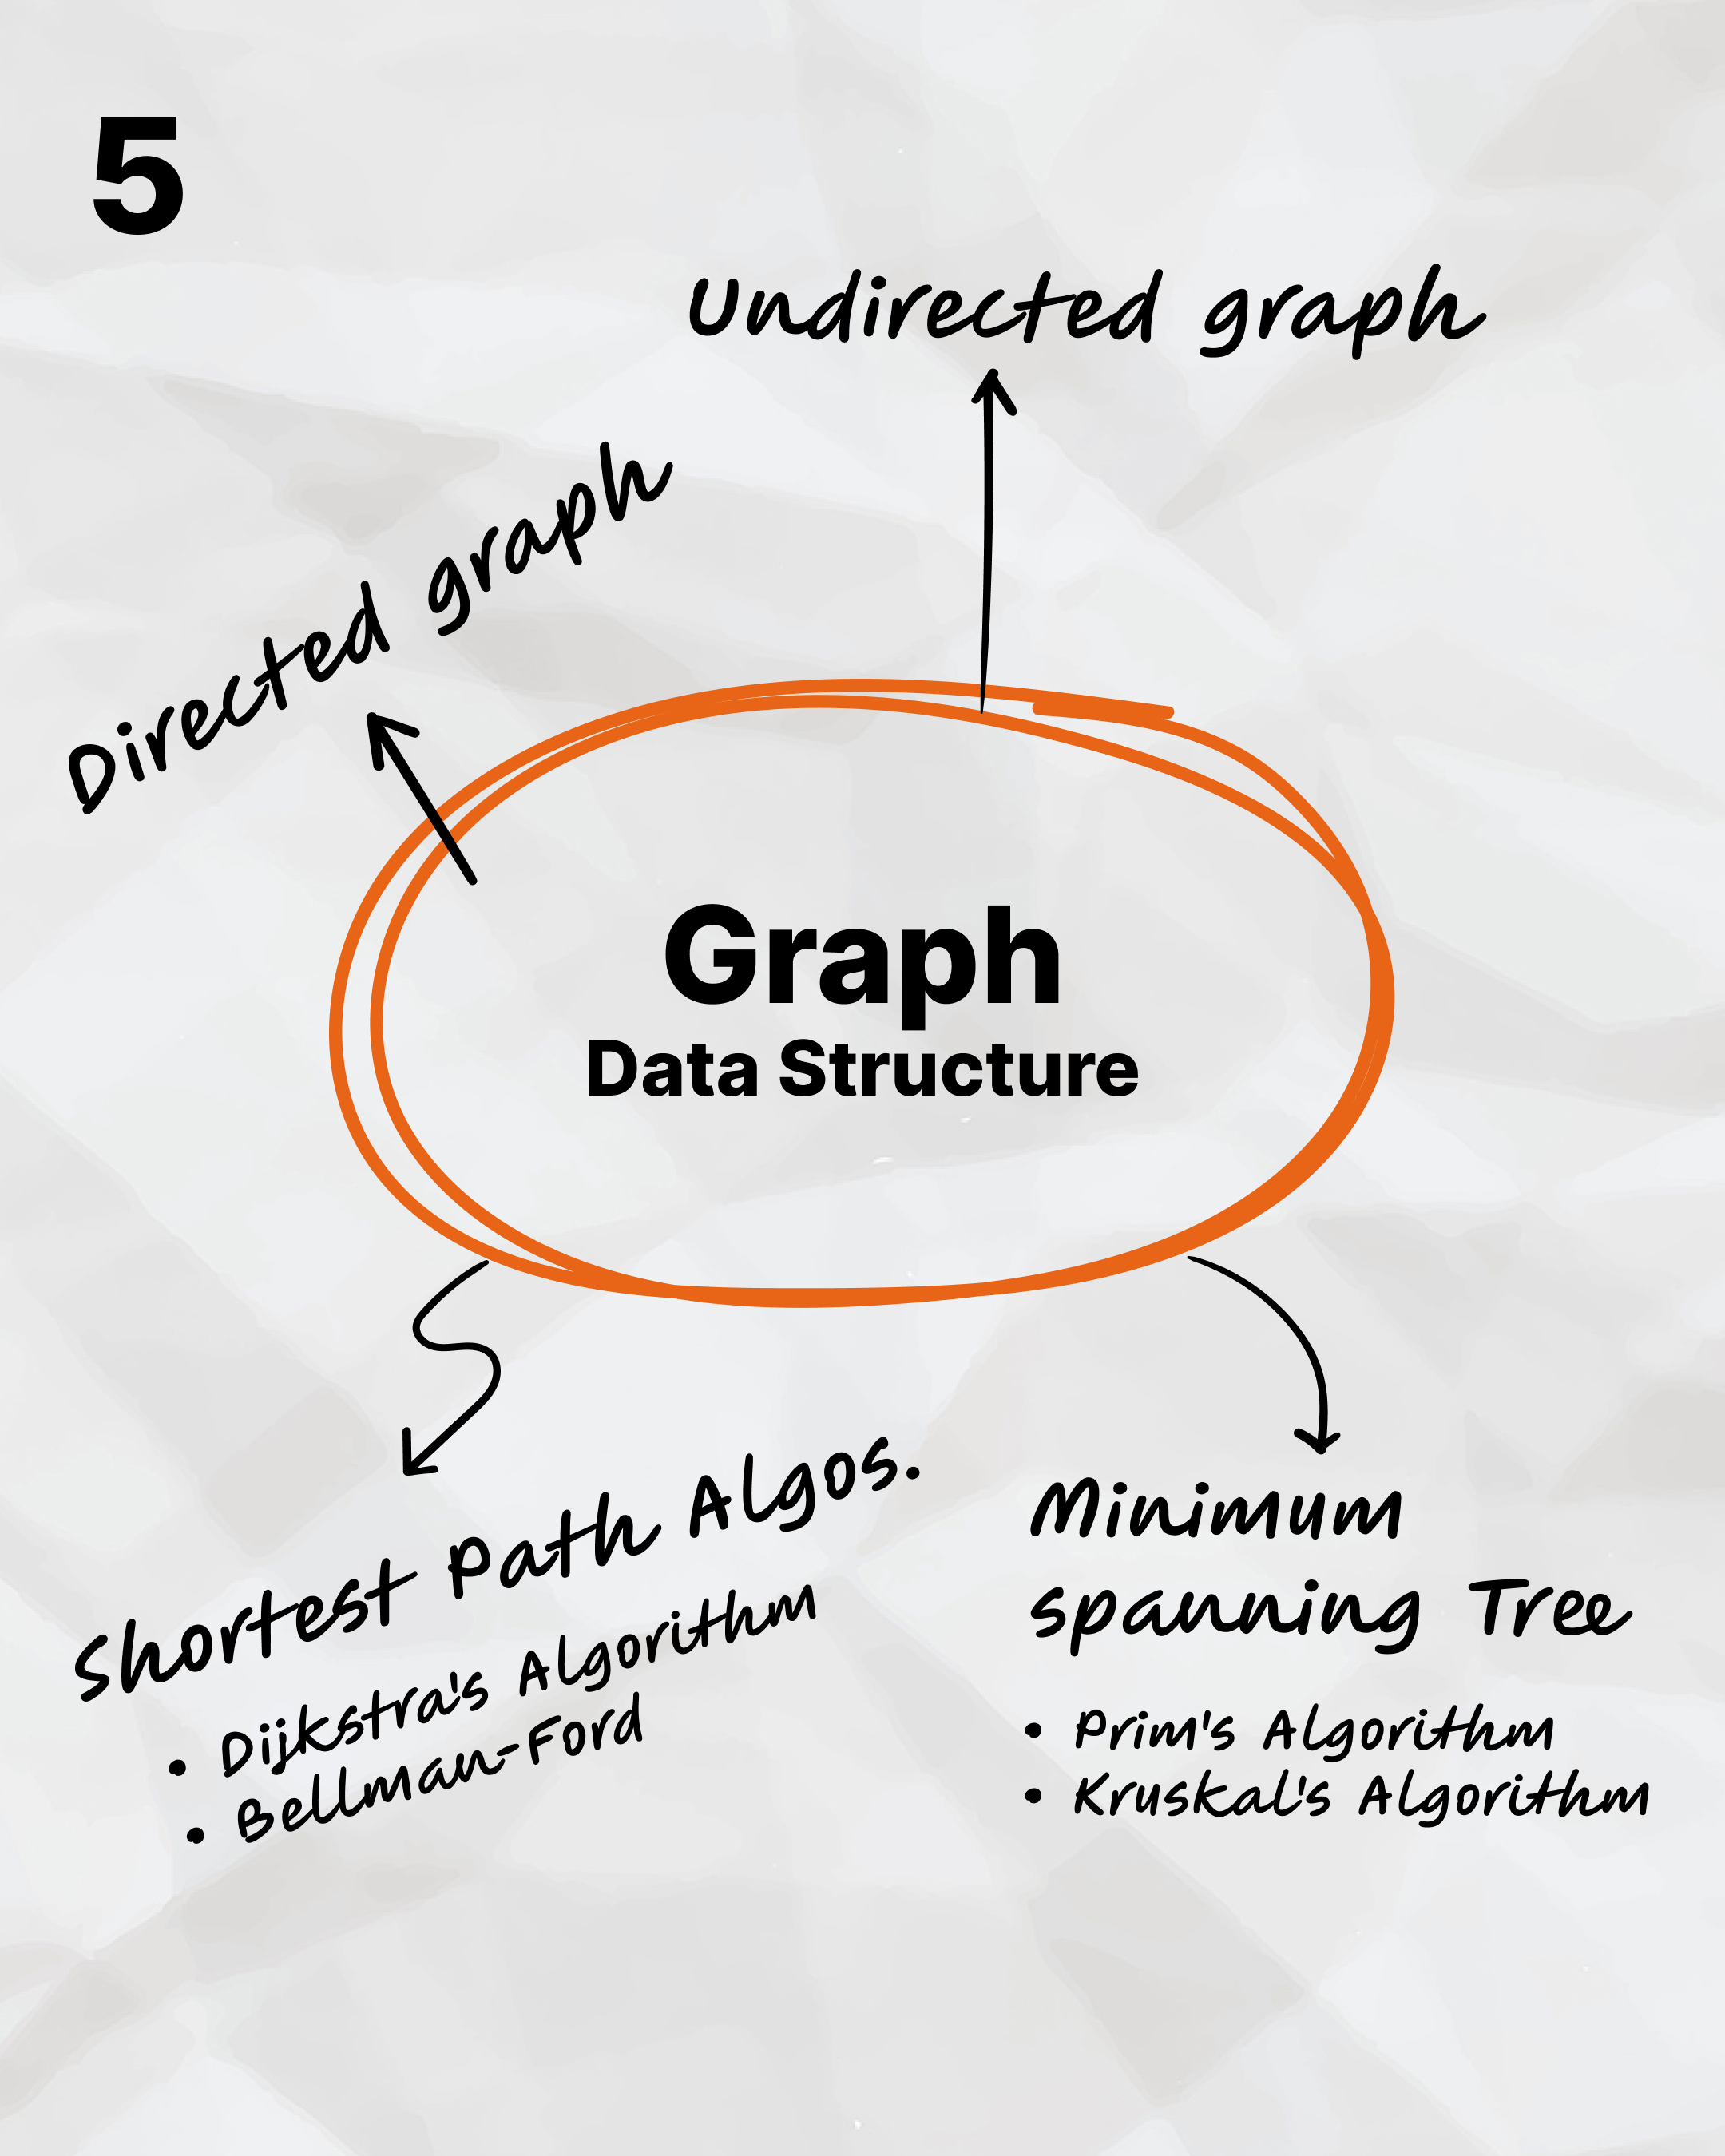 5
Undirected graph
Directed graph
Graph
Data Structure
Shortest Path Algos.
• Dijkstra's Algorithm
• Bellman-Ford
Minimum
spanning Tree
• Prim's Algorithm
• Kruskal's Algorithm